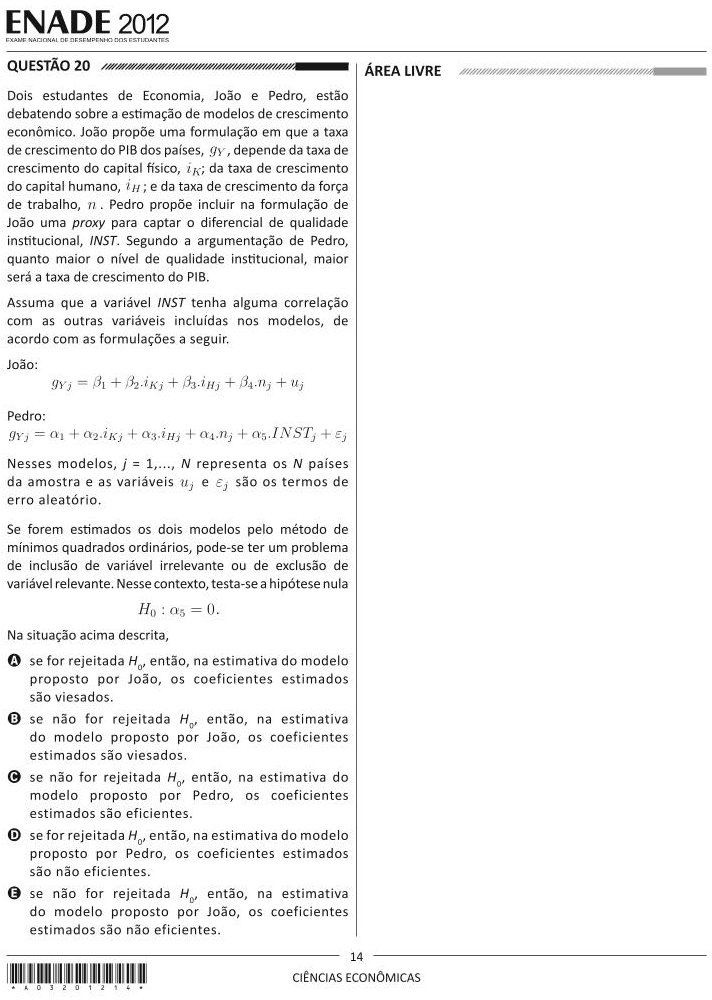 ENADE 2012
EXAME NACIONAL DE DESEMPENHO DOS ESTUDANTES
QUESTÃO 20
Dois estudantes de Economia, João e Pedro, estão
debatendo sobre a estimação de modelos de crescimento
econômico. João propõe uma formulação em que a taxa
de crescimento do PIB dos países, g_Y, depende da taxa de
crescimento do capital físico, i_K; da taxa de crescimento
do capital humano, i_H; e da taxa de crescimento da força
de trabalho, n. Pedro propõe incluir na formulação de
João uma proxy para captar o diferencial de qualidade
institucional, INST. Segundo a argumentação de Pedro,
quanto maior o nível de qualidade institucional, maior
será a taxa de crescimento do PIB.
Assuma que a variável INST tenha alguma correlação
com as outras variáveis incluídas nos modelos, de
acordo com as formulações a seguir.
João:
g_{Yj} = β_1 + β_2.i_{Kj} + β_3.i_{Hj} + β_4.n_j + u_j
Pedro:
g_{Yj} = α_1 + α_2.i_{Kj} + α_3.i_{Hj} + α_4.n_j + α_5.INST_j + ε_j
Nesses modelos, j = 1,..., N representa os N países
da amostra e as variáveis u_j e ε_j são os termos de
erro aleatório.
Se forem estimados os dois modelos pelo método de
mínimos quadrados ordinários, pode-se ter um problema
de inclusão de variável irrelevante ou de exclusão de
variável relevante. Nesse contexto, testa-se a hipótese nula
H_0 : α_5 = 0.
Na situação acima descrita,
A se for rejeitada H_0, então, na estimativa do modelo
proposto por João, os coeficientes estimados
são viesados.
B se não for rejeitada H_0, então, na estimativa
do modelo proposto por João, os coeficientes
estimados são viesados.
C se não for rejeitada H_0, então, na estimativa do
modelo proposto por Pedro, os coeficientes
estimados são eficientes.
D se for rejeitada H_0, então, na estimativa do modelo
proposto por Pedro, os coeficientes estimados
são não eficientes.
E se não for rejeitada H_0, então, na estimativa
do modelo proposto por João, os coeficientes
estimados são não eficientes.
ÁREA LIVRE
14
CIÊNCIAS ECONÔMICAS
* A 0 3 2 0 1 2 1 4 *